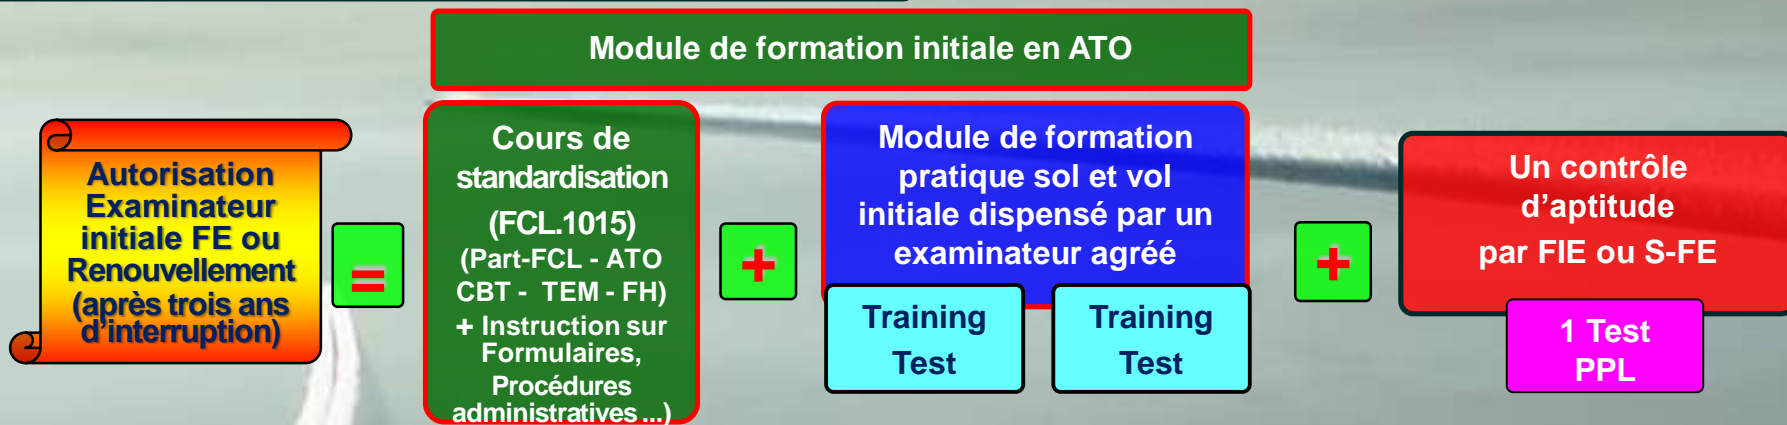 Module de formation initiale en ATO
Autorisation
Examinateur
initiale FE ou
Renouvellement
(après trois ans
d'interruption)
=
Cours de
standardisation
(FCL.1015)
(Part-FCL - ATO
CBT - TEM - FH)
+ Instruction sur
Formulaires,
Procédures
administratives ...)
+
Module de formation
pratique sol et vol
initiale dispensé par un
examinateur agréé
Training
Test
Training
Test
+
Un contrôle
d'aptitude
par FIE ou S-FE
1 Test
PPL